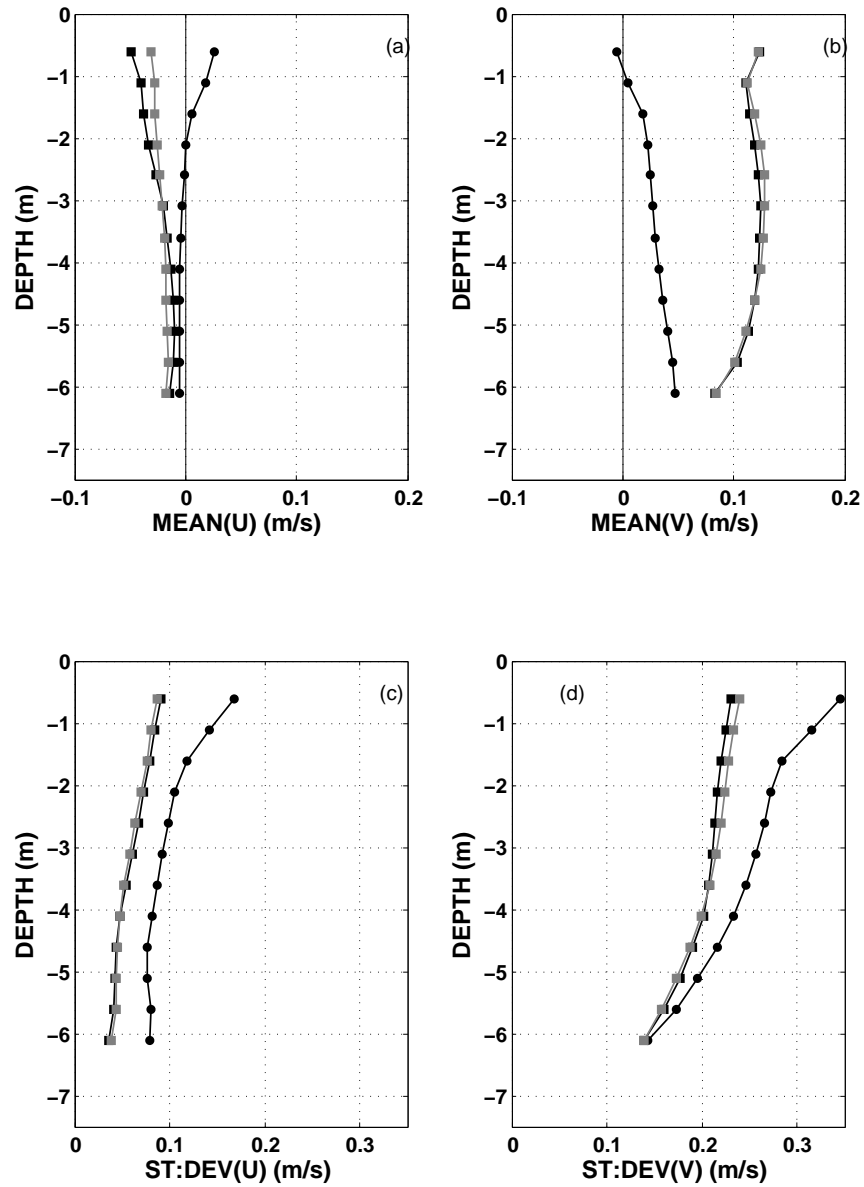 0
−1
−2
−3
−4
−5
−6
−7
DEPTH (m)
(a)
−0.1 0 0.1 0.2
MEAN(U) (m/s)
0
−1
−2
−3
−4
−5
−6
−7
DEPTH (m)
(b)
−0.1 0 0.1 0.2
MEAN(V) (m/s)
0
−1
−2
−3
−4
−5
−6
−7
DEPTH (m)
(c)
0 0.1 0.2 0.3
ST:DEV(U) (m/s)
0
−1
−2
−3
−4
−5
−6
−7
DEPTH (m)
(d)
0 0.1 0.2 0.3
ST:DEV(V) (m/s)